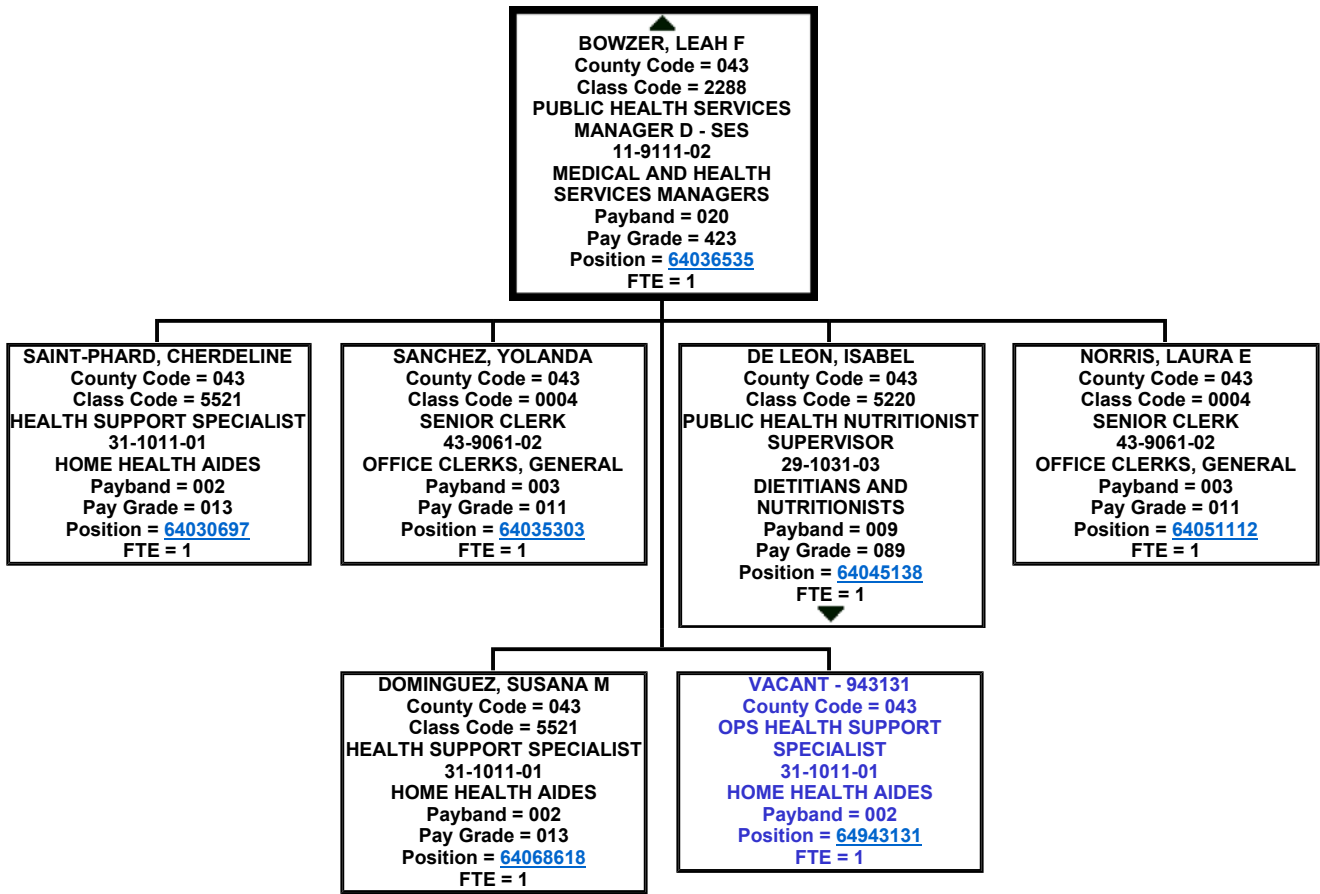 BOWZER, LEAH F
County Code = 043
Class Code = 2288
PUBLIC HEALTH SERVICES
MANAGER D - SES
11-9111-02
MEDICAL AND HEALTH
SERVICES MANAGERS
Payband = 020
Pay Grade = 423
Position = 64036535
FTE = 1
SAINT-PHARD, CHERDELINE
County Code = 043
Class Code = 5521
HEALTH SUPPORT SPECIALIST
31-1011-01
HOME HEALTH AIDES
Payband = 002
Pay Grade = 013
Position = 64030697
FTE = 1
SANCHEZ, YOLANDA
County Code = 043
Class Code = 0004
SENIOR CLERK
43-9061-02
OFFICE CLERKS, GENERAL
Payband = 003
Pay Grade = 011
Position = 64035303
FTE = 1
DE LEON, ISABEL
County Code = 043
Class Code = 5220
PUBLIC HEALTH NUTRITIONIST
SUPERVISOR
29-1031-03
DIETITIANS AND
NUTRITIONISTS
Payband = 009
Pay Grade = 089
Position = 64045138
FTE = 1
NORRIS, LAURA E
County Code = 043
Class Code = 0004
SENIOR CLERK
43-9061-02
OFFICE CLERKS, GENERAL
Payband = 003
Pay Grade = 011
Position = 64051112
FTE = 1
DOMINGUEZ, SUSANA M
County Code = 043
Class Code = 5521
HEALTH SUPPORT SPECIALIST
31-1011-01
HOME HEALTH AIDES
Payband = 002
Pay Grade = 013
Position = 64068618
FTE = 1
VACANT - 943131
County Code = 043
OPS HEALTH SUPPORT
SPECIALIST
31-1011-01
HOME HEALTH AIDES
Payband = 002
Position = 64943131
FTE = 1